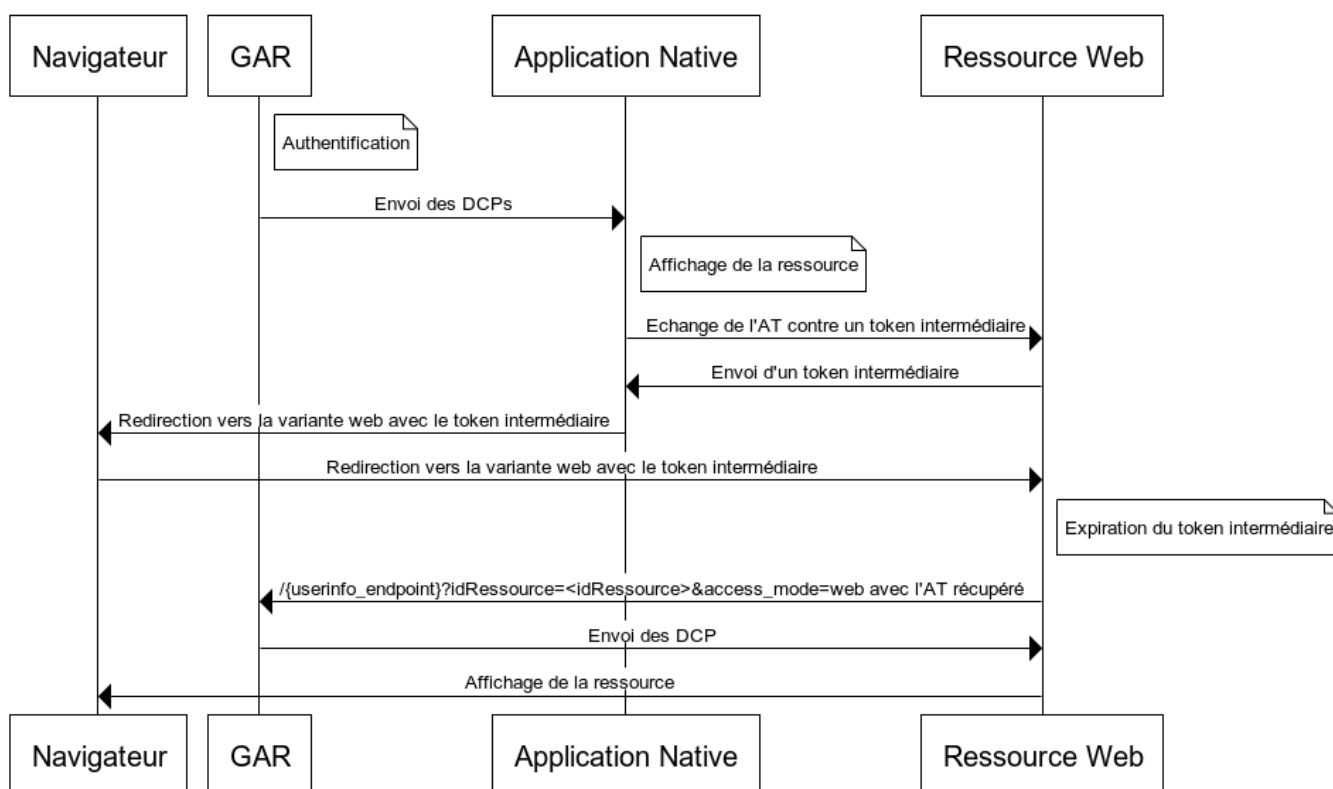 Navigateur
GAR
Application Native
Ressource Web
Authentification
Envoi des DCPs
Affichage de la ressource
Echange de l'AT contre un token intermédiaire
Envoi d'un token intermédiaire
Redirection vers la variante web avec le token intermédiaire
Redirection vers la variante web avec le token intermédiaire
Expiration du token intermédiaire
/{userinfo_endpoint}?idRessource=<idRessource>&access_mode=web avec l'AT récupéré
Envoi des DCP
Affichage de la ressource
Navigateur
GAR
Application Native
Ressource Web